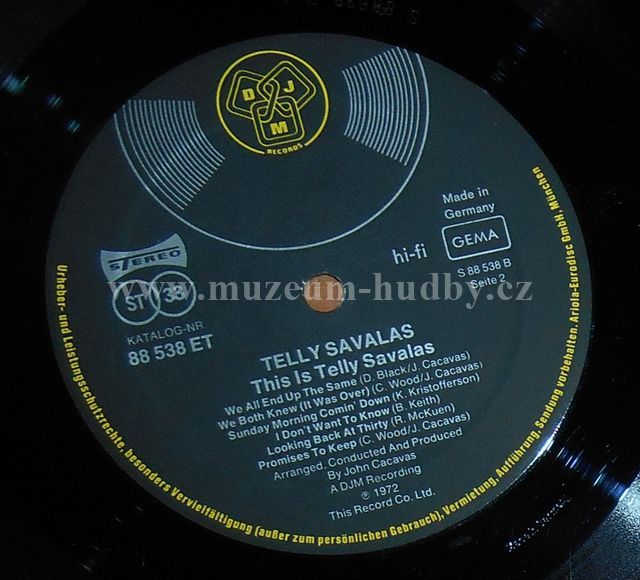 D J
M
RECORDS
Made in
Germany
hi-fi
GEMA
S 88 538 B
Seite 2
STEREO
ST 33
KATALOG-NR
88 538 ET
www.muzeum-hudby.cz
TELLY SAVALAS
This Is Telly Savalas
We All End Up The Same (D. Black/J. Cacavas)
We Both Knew (It Was Over) (C. Wood/J. Cacavas)
Sunday Morning Comin' Down (K. Kristofferson)
I Don't Want To Know (B. Keith)
Looking Back At Thirty (R. McKuen)
Promises To Keep (C. Wood/J. Cacavas)
Arranged, Conducted And Produced
By John Cacavas
A DJM Recording
℗ 1972
This Record Co. Ltd.
Urheber- und Leistungsschutzrechte, besonders Vervielfältigung (außer zum persönlichen Gebrauch), Vermietung, Aufführung, Sendung vorbehalten. Ariola-Eurodisc GmbH, München